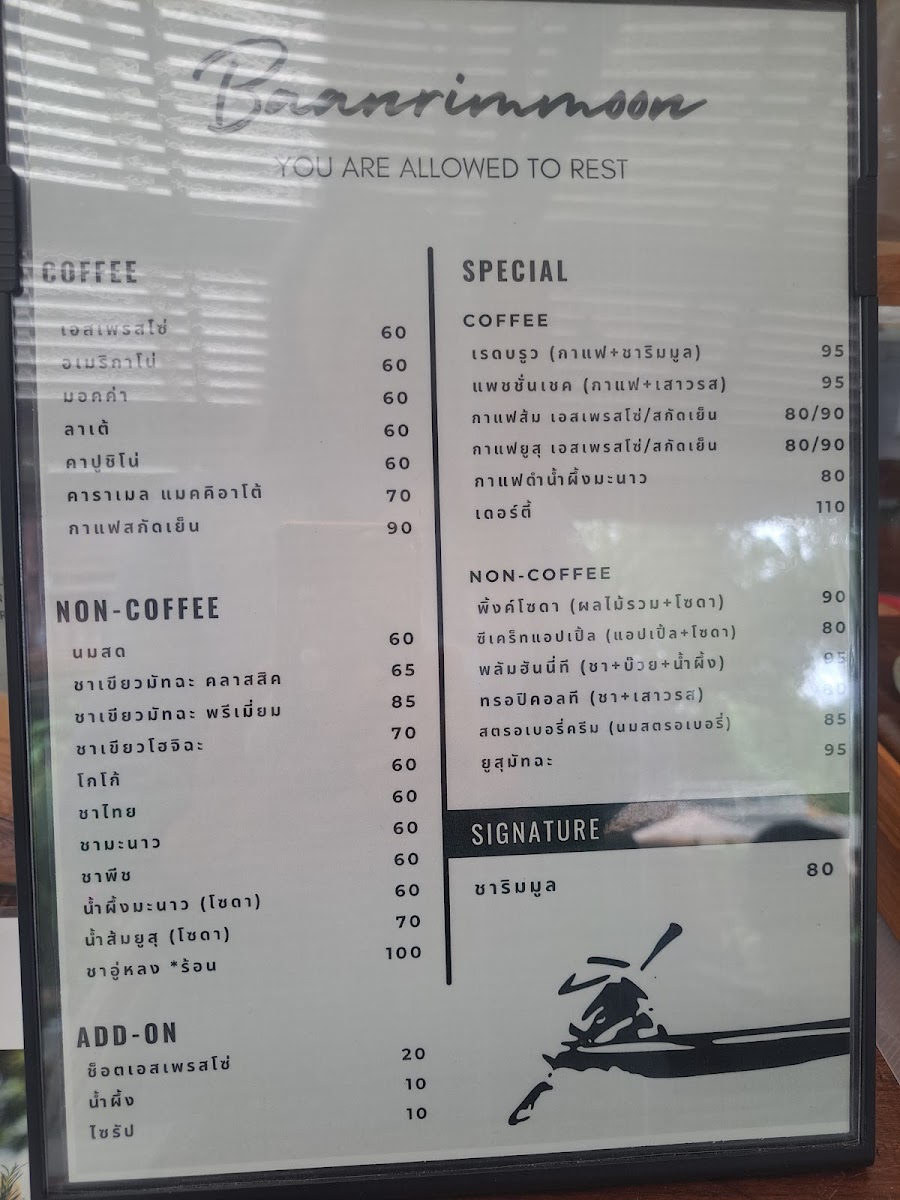 Baanrimmoon
YOU ARE ALLOWED TO REST
COFFEE
เอสเพรสโซ่ 60
อเมริกาโน่ 60
มอคค่า 60
ลาเต้ 60
คาปูชิโน่ 60
คาราเมล แมคคิอาโต้ 70
กาแฟสกัดเย็น 90
NON-COFFEE
นมสด 60
ชาเขียวมัทฉะ คลาสสิค 65
ชาเขียวมัทฉะ พรีเมี่ยม 85
ชาเขียวโฮจิฉะ 70
โกโก้ 60
ชาไทย 60
ชามะนาว 60
ชาพีช 60
น้ำผึ้งมะนาว (โซดา) 60
น้ำส้มยูสุ (โซดา) 70
ชาอู่หลง *ร้อน 100
ADD-ON
ช็อตเอสเพรสโซ่ 20
น้ำผึ้ง 10
ไซรัป 10
SPECIAL
COFFEE
เรดบรูว (กาแฟ+ชาริมมูล) 95
แพชชั่นเชค (กาแฟ+เสาวรส) 95
กาแฟส้ม เอสเพรสโซ่/สกัดเย็น 80/90
กาแฟยูสุ เอสเพรสโซ่/สกัดเย็น 80/90
กาแฟดำน้ำผึ้งมะนาว 80
เดอร์ตี้ 110
NON-COFFEE
พิ้งค์โซดา (ผลไม้รวม+โซดา) 90
ซีเคร็ทแอปเปิ้ล (แอปเปิ้ล+โซดา) 80
พลัมฮันนี่ที (ชา+บ๊วย+น้ำผึ้ง) 95
ทรอปิคอลที (ชา+เสาวรส)
สตรอเบอรี่ครีม (นมสตรอเบอรี่) 85
ยูสุมัทฉะ 95
SIGNATURE
ชาริมมูล 80